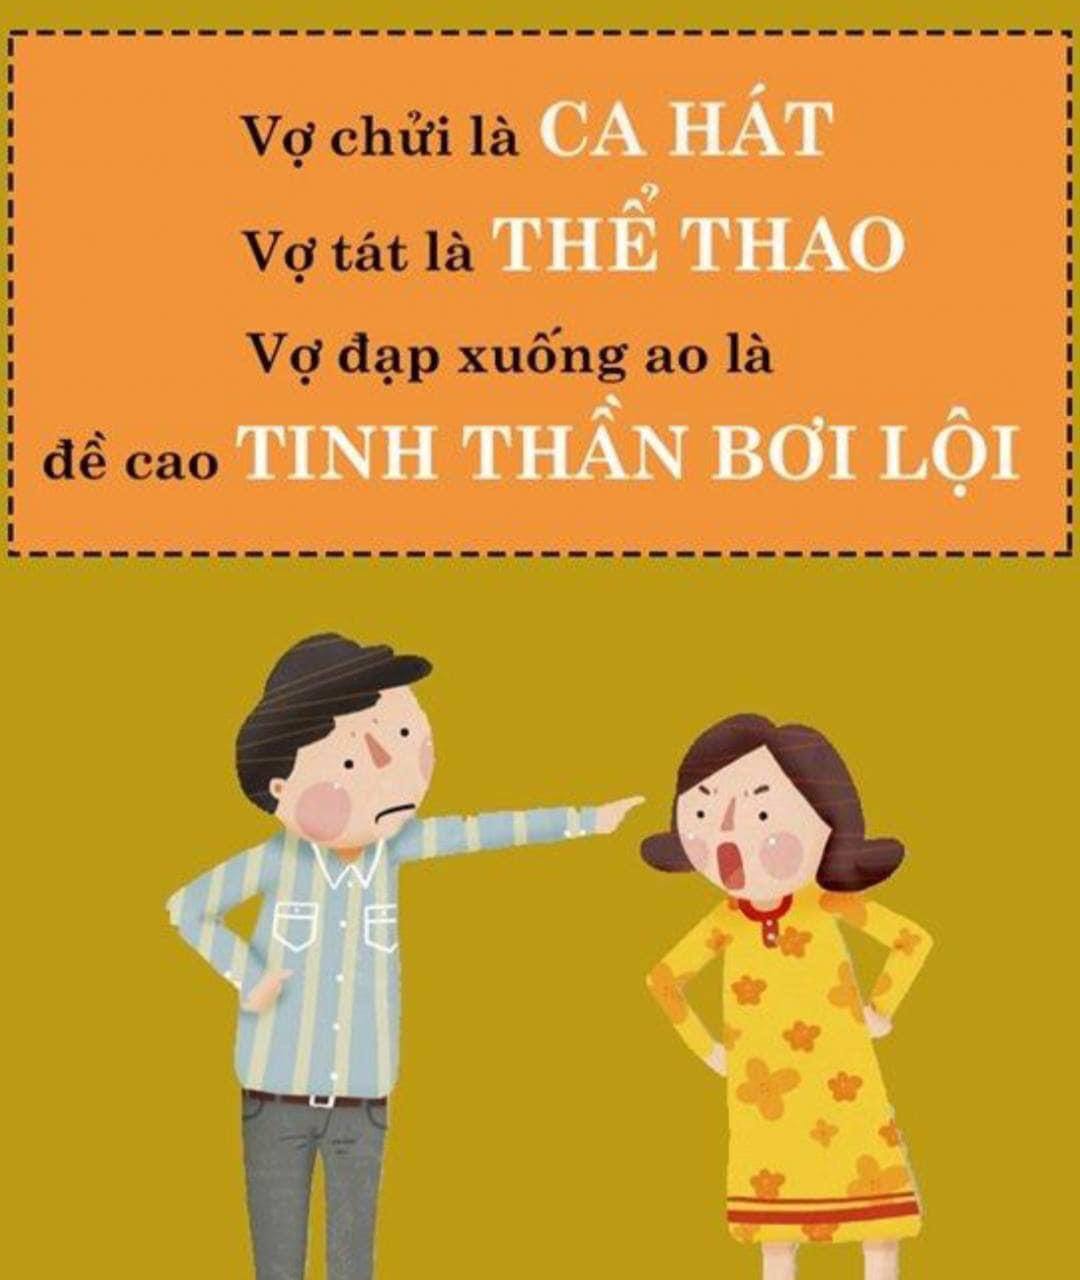 Vợ chửi là CA HÁT
Vợ tát là THỂ THAO
Vợ đạp xuống ao là
đề cao TINH THẦN BƠI LỘI